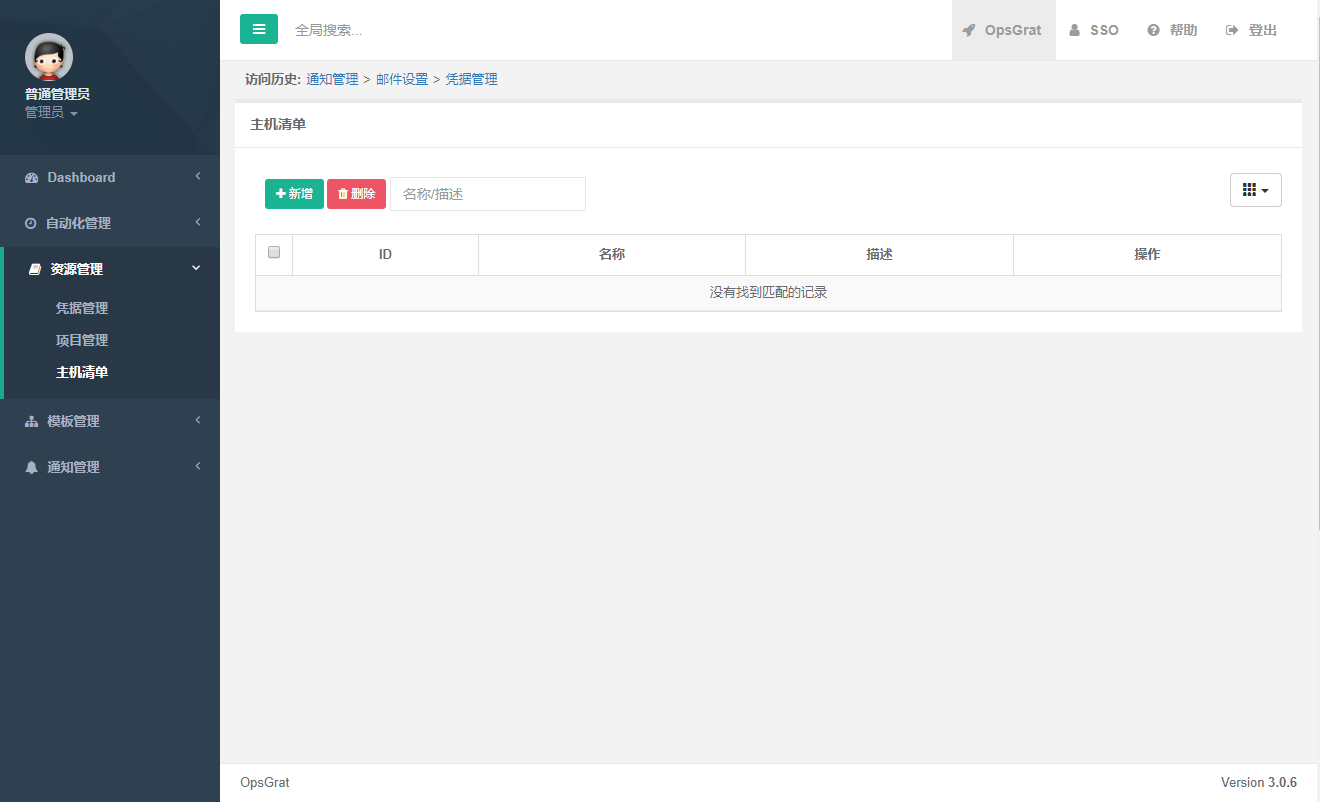 普通管理员
管理员
Dashboard
自动化管理
资源管理
凭据管理
项目管理
主机清单
模板管理
通知管理
全局搜索...
OpsGrat
SSO
帮助
登出
访问历史: 通知管理 > 邮件设置 > 凭据管理
主机清单
新增 删除 名称/描述
ID 名称 描述 操作
没有找到匹配的记录
OpsGrat
Version 3.0.6